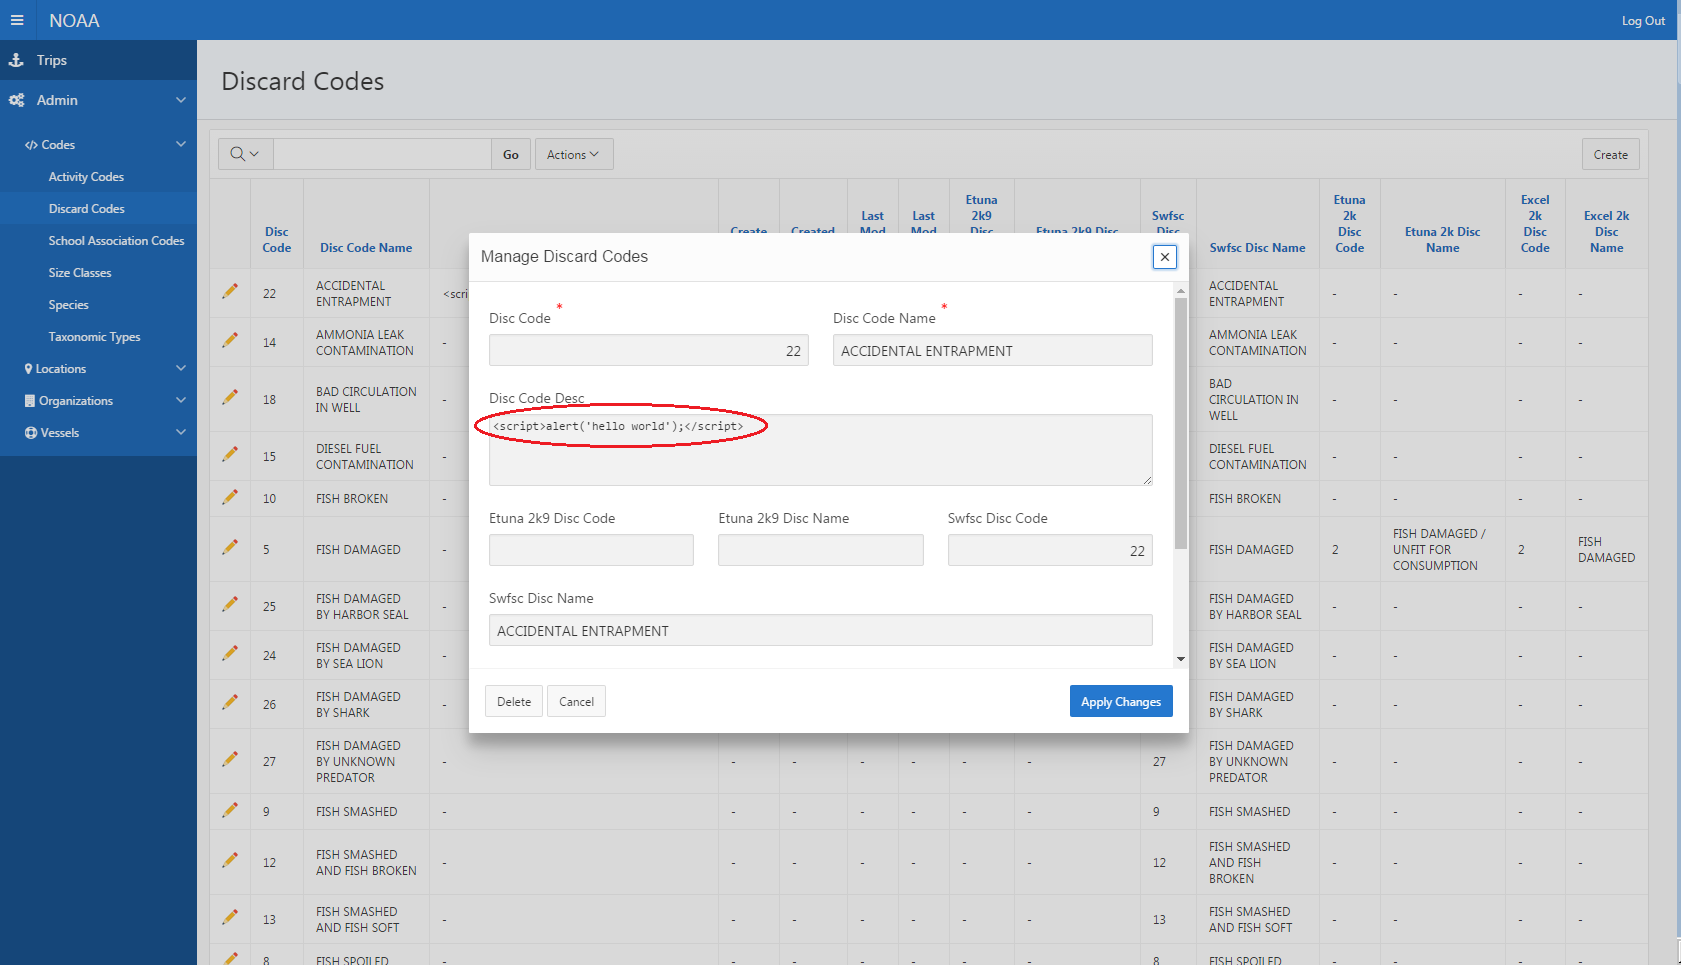 NOAA
Log Out
Trips
Admin
Codes
Activity Codes
Discard Codes
School Association Codes
Size Classes
Species
Taxonomic Types
Locations
Organizations
Vessels
Discard Codes
Go
Actions
Create
Disc
Code
Disc Code Name
Create
Created
Last
Mod
Last
Mod
Etuna
2k9
Disc
Etuna 2k9 Disc
Swfsc
Disc
Swfsc Disc Name
Etuna
2k
Disc
Code
Etuna 2k Disc
Name
Excel
2k
Disc
Code
Excel 2k
Disc
Name
22
ACCIDENTAL
ENTRAPMENT
<scri
ACCIDENTAL
ENTRAPMENT
-
-
-
-
14
AMMONIA LEAK
CONTAMINATION
-
AMMONIA LEAK
CONTAMINATION
-
-
-
-
18
BAD CIRCULATION
IN WELL
-
BAD
CIRCULATION IN
WELL
-
-
-
-
15
DIESEL FUEL
CONTAMINATION
-
DIESEL FUEL
CONTAMINATION
-
-
-
-
10
FISH BROKEN
-
FISH BROKEN
-
-
-
-
5
FISH DAMAGED
-
FISH DAMAGED
2
FISH DAMAGED /
UNFIT FOR
CONSUMPTION
2
FISH
DAMAGED
25
FISH DAMAGED
BY HARBOR SEAL
-
FISH DAMAGED
BY HARBOR SEAL
-
-
-
-
24
FISH DAMAGED
BY SEA LION
-
FISH DAMAGED
BY SEA LION
-
-
-
-
26
FISH DAMAGED
BY SHARK
-
FISH DAMAGED
BY SHARK
-
-
-
-
27
FISH DAMAGED
BY UNKNOWN
PREDATOR
-
-
-
-
-
-
-
27
FISH DAMAGED
BY UNKNOWN
PREDATOR
-
-
-
-
9
FISH SMASHED
-
-
-
-
-
-
-
9
FISH SMASHED
-
-
-
-
12
FISH SMASHED
AND FISH BROKEN
-
-
-
-
-
-
-
12
FISH SMASHED
AND FISH
BROKEN
-
-
-
-
13
FISH SMASHED
AND FISH SOFT
-
-
-
-
-
-
-
13
FISH SMASHED
AND FISH SOFT
-
-
-
-
8
FISH SPOILED
-
-
-
-
-
-
-
8
FISH SPOILED
-
-
-
-
Manage Discard Codes
Disc Code *
22
Disc Code Name *
ACCIDENTAL ENTRAPMENT
Disc Code Desc
<script>alert('hello world');</script>
Etuna 2k9 Disc Code
Etuna 2k9 Disc Name
Swfsc Disc Code
22
Swfsc Disc Name
ACCIDENTAL ENTRAPMENT
Delete
Cancel
Apply Changes